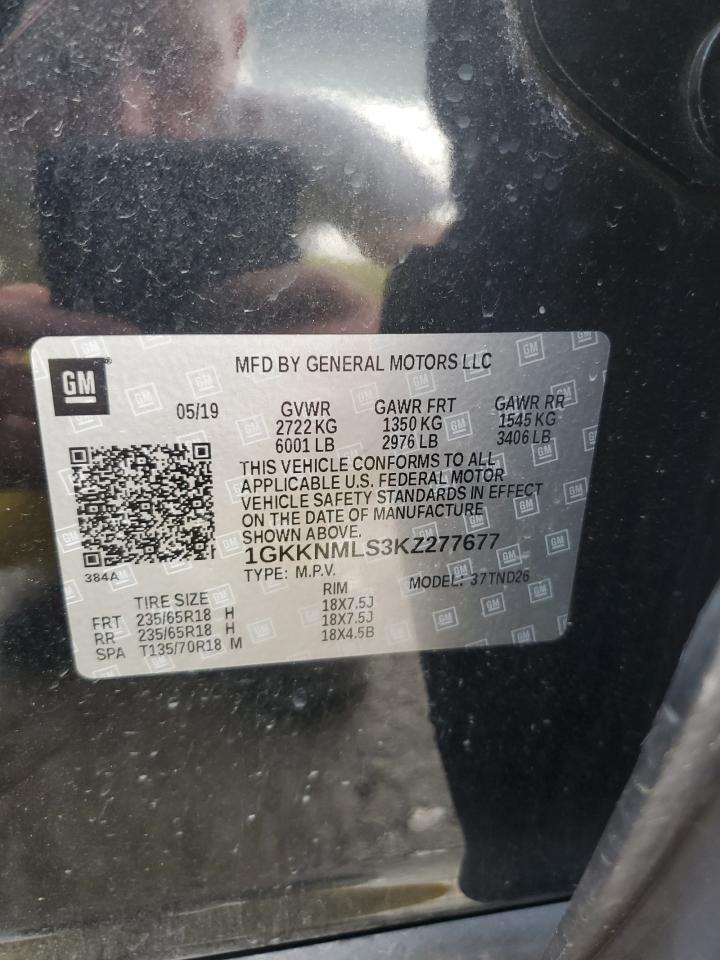 GM ®
MFD BY GENERAL MOTORS LLC
05/19 GVWR GAWR FRT GAWR RR
2722 KG 1350 KG 1545 KG
6001 LB 2976 LB 3406 LB
THIS VEHICLE CONFORMS TO ALL
APPLICABLE U.S. FEDERAL MOTOR
VEHICLE SAFETY STANDARDS IN EFFECT
ON THE DATE OF MANUFACTURE
SHOWN ABOVE.
1GKKNMLS3KZ277677
384A
TYPE: M.P.V. MODEL: 37TND26
TIRE SIZE RIM
FRT 235/65R18 H 18X7.5J
RR 235/65R18 H 18X7.5J
SPA T135/70R18 M 18X4.5B